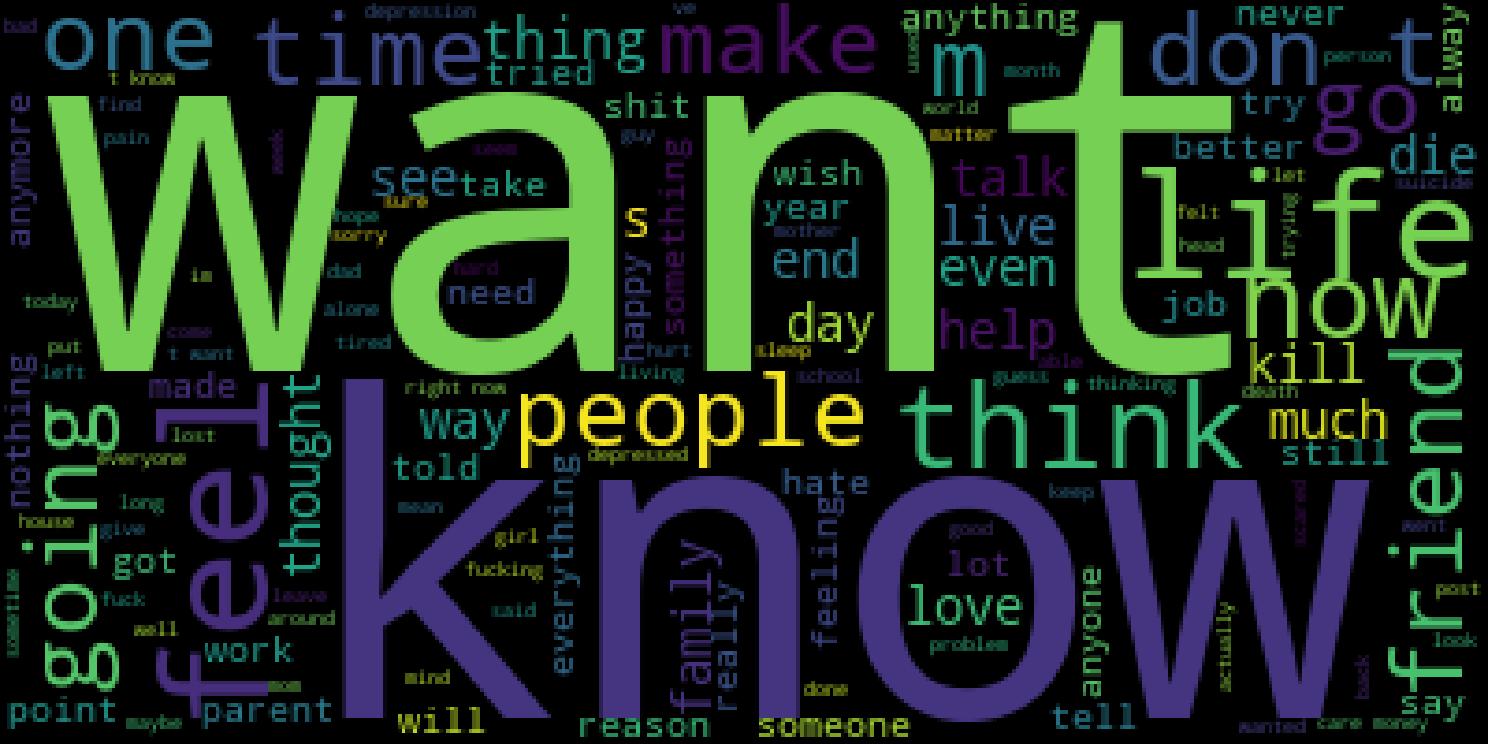 bad
one
depression
time
thing
ve
make
anything
m
used
never
don t
person
alway
t know
tried
month
find
pain
week
shit
guy
world
matter
try
go
better
die
suicide
anymore
want
see
take
seem
sure
something
wish
year
mother
talk
live
let
life
felt
trying
head
hope
sorry
s
im
dad
hard
need
happy
end
even
job
now
today
alone
day
help
put
come
t want
tired
hurt
sleep
able
kill
left
living
school
guess
thinking
death
nothing
made
feel
thought
right now
way
people
think
much
friend
going
lost
everyone
told
depressed
still
house
long
give
got
mean
everything
hate
feeling
keep
scared
went
know
girl
good
fucking
lot
sometime
fuck
leave
around
said
family
really
love
anyone
actually
post
well
work
problem
look
mom
mind
done
back
say
point
maybe
parent
will
reason
someone
tell
wanted
care
money